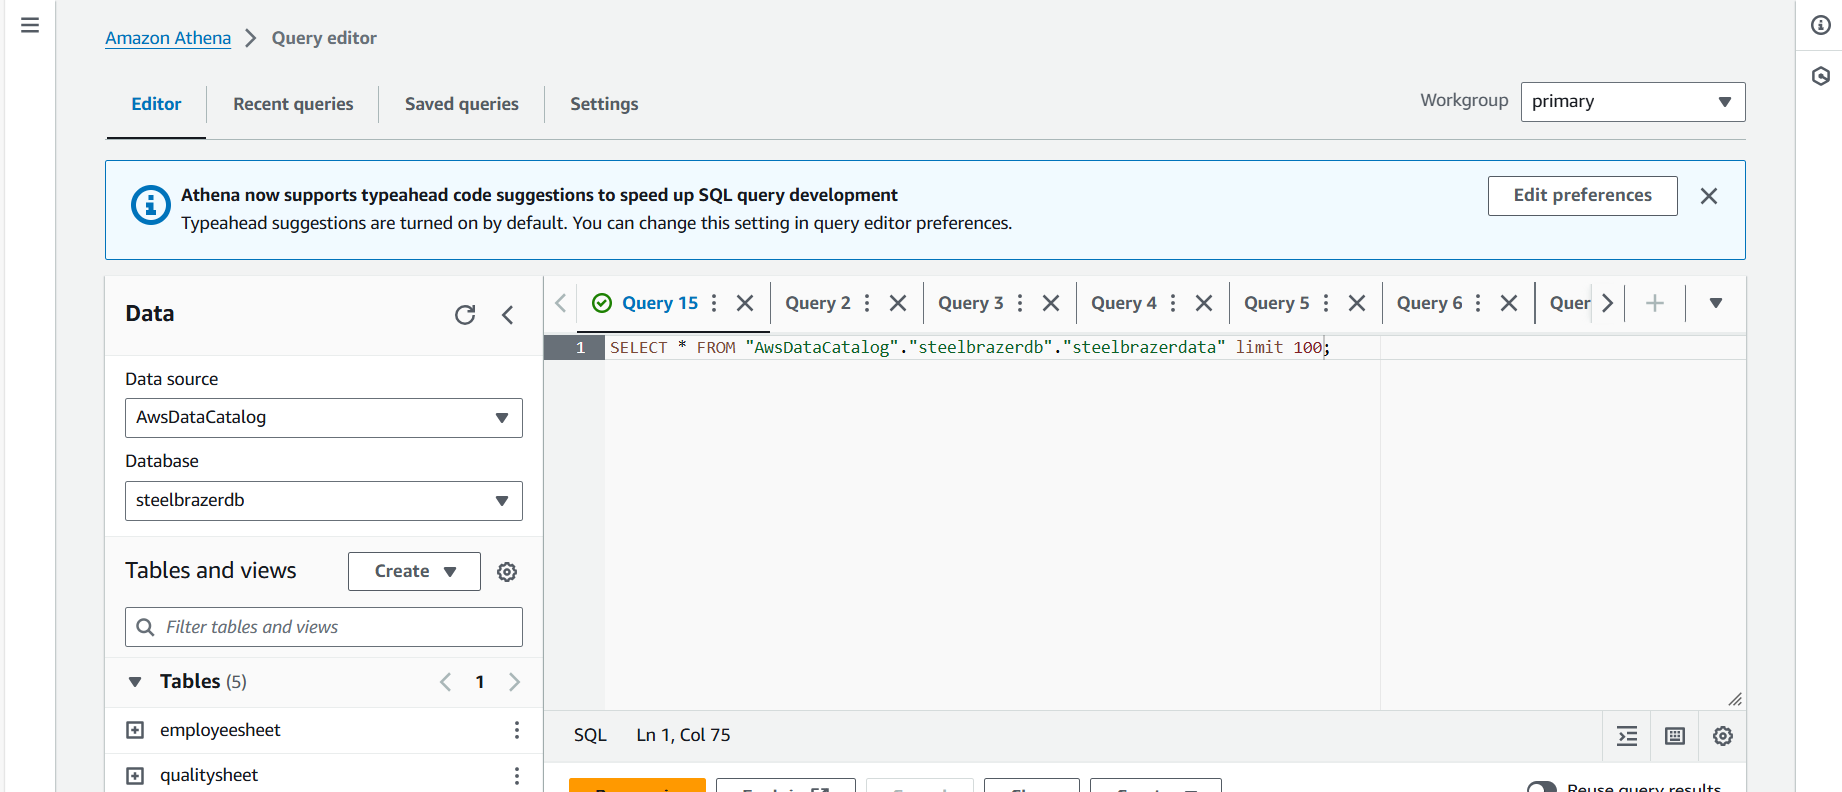 Amazon Athena > Query editor
Editor
Recent queries
Saved queries
Settings
Workgroup
primary
Athena now supports typeahead code suggestions to speed up SQL query development
Typeahead suggestions are turned on by default. You can change this setting in query editor preferences.
Edit preferences
Data
Data source
AwsDataCatalog
Database
steelbrazerdb
Tables and views
Create
Filter tables and views
Tables (5)
1
employeesheet
qualitysheet
Query 15
Query 2
Query 3
Query 4
Query 5
Query 6
Quer
1 SELECT * FROM "AwsDataCatalog"."steelbrazerdb"."steelbrazerdata" limit 100;
SQL
Ln 1, Col 75
Reuse query results